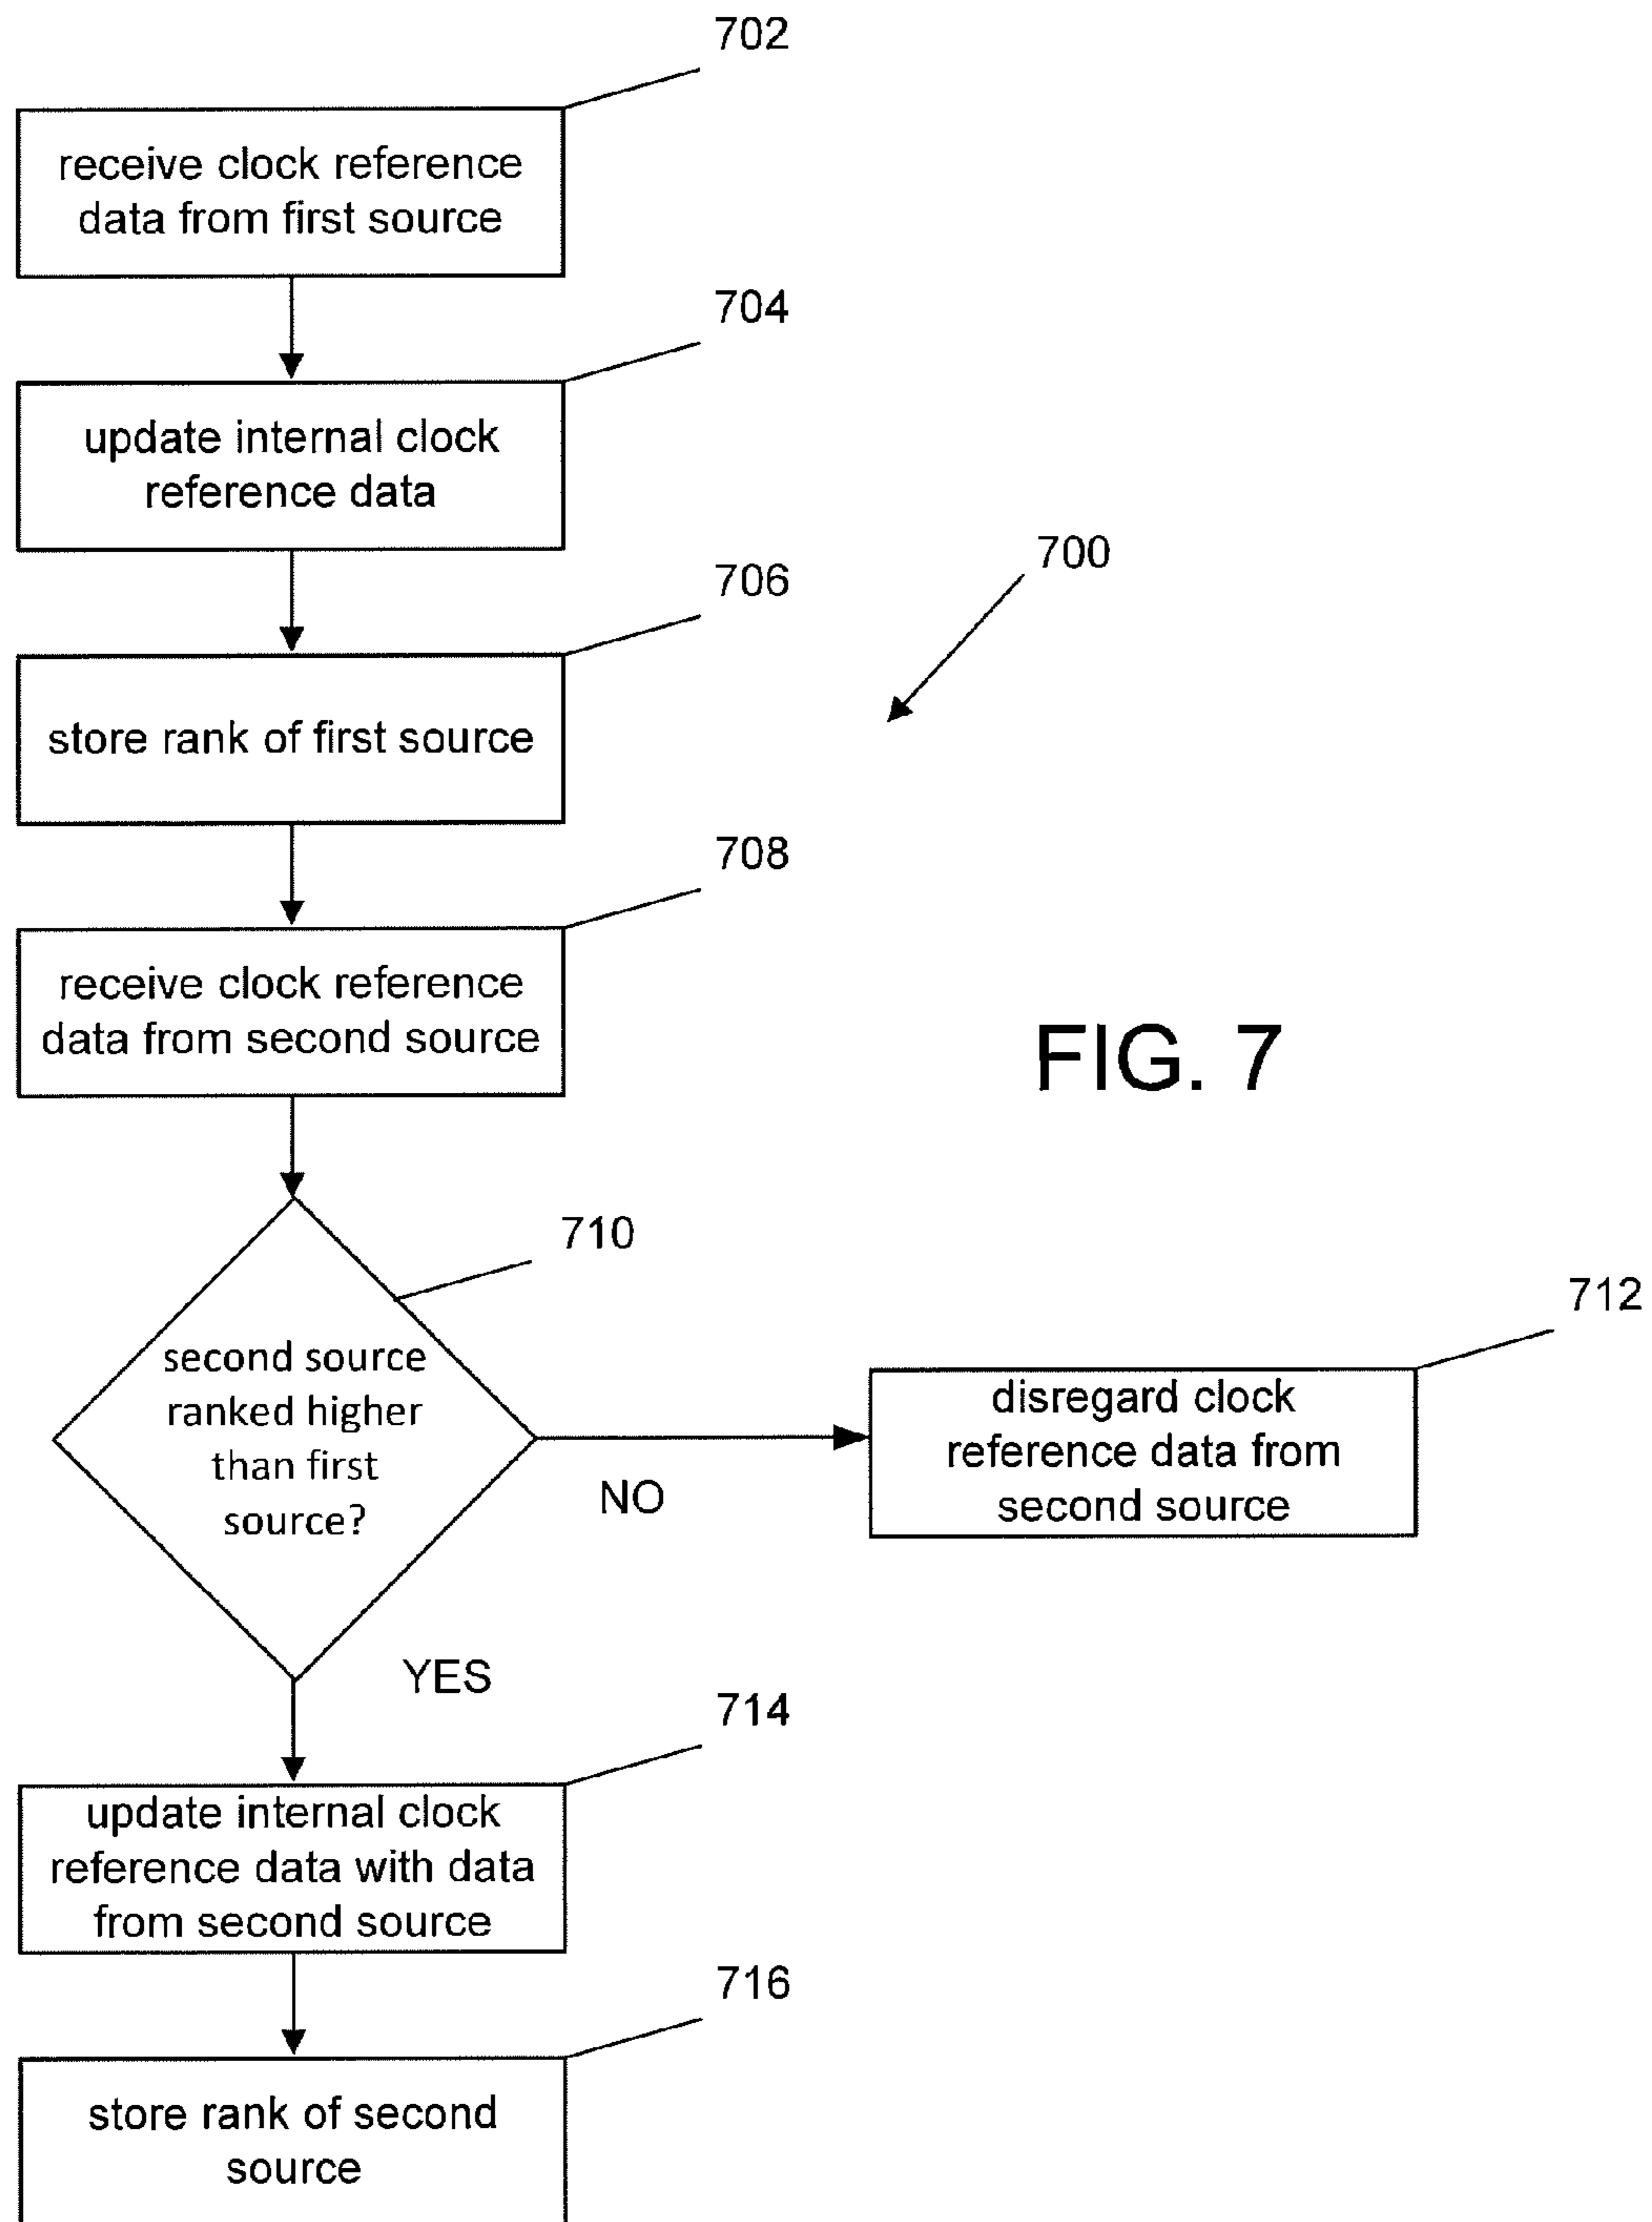 702
receive clock reference
data from first source
704
update internal clock
reference data
700
706
store rank of first source
708
receive clock reference
data from second source
FIG. 7
710
second source
ranked higher
than first
source?
712
disregard clock
reference data from
second source
NO
YES
714
update internal clock
reference data with data
from second source
716
store rank of second
source